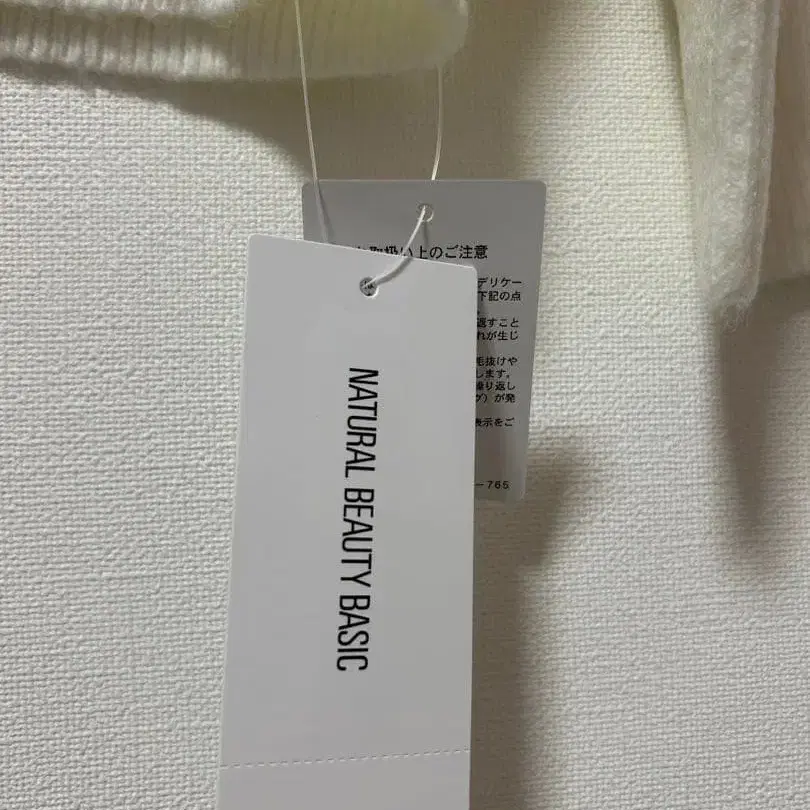 NATURAL BEAUTY BASIC
取扱い上のご注意
デリケー
下記の点
返すこと
れが生じ
毛抜けや
します。
繰り返し
グ）が発
表示をご
－765